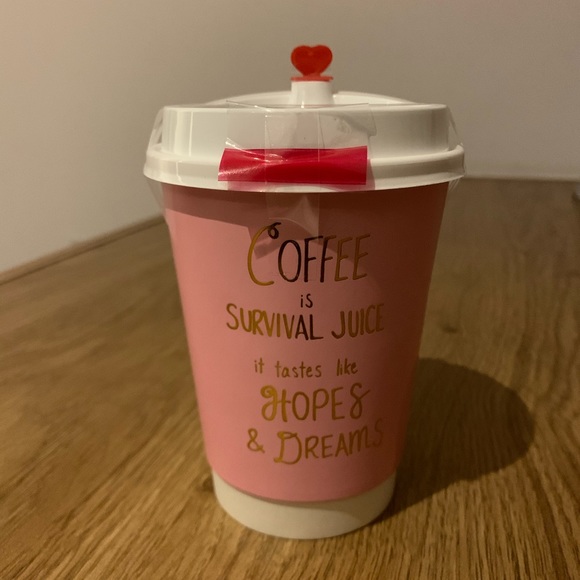 COFFEE
is
SURVIVAL JUICE
it tastes like
HOPES
& DREAMS